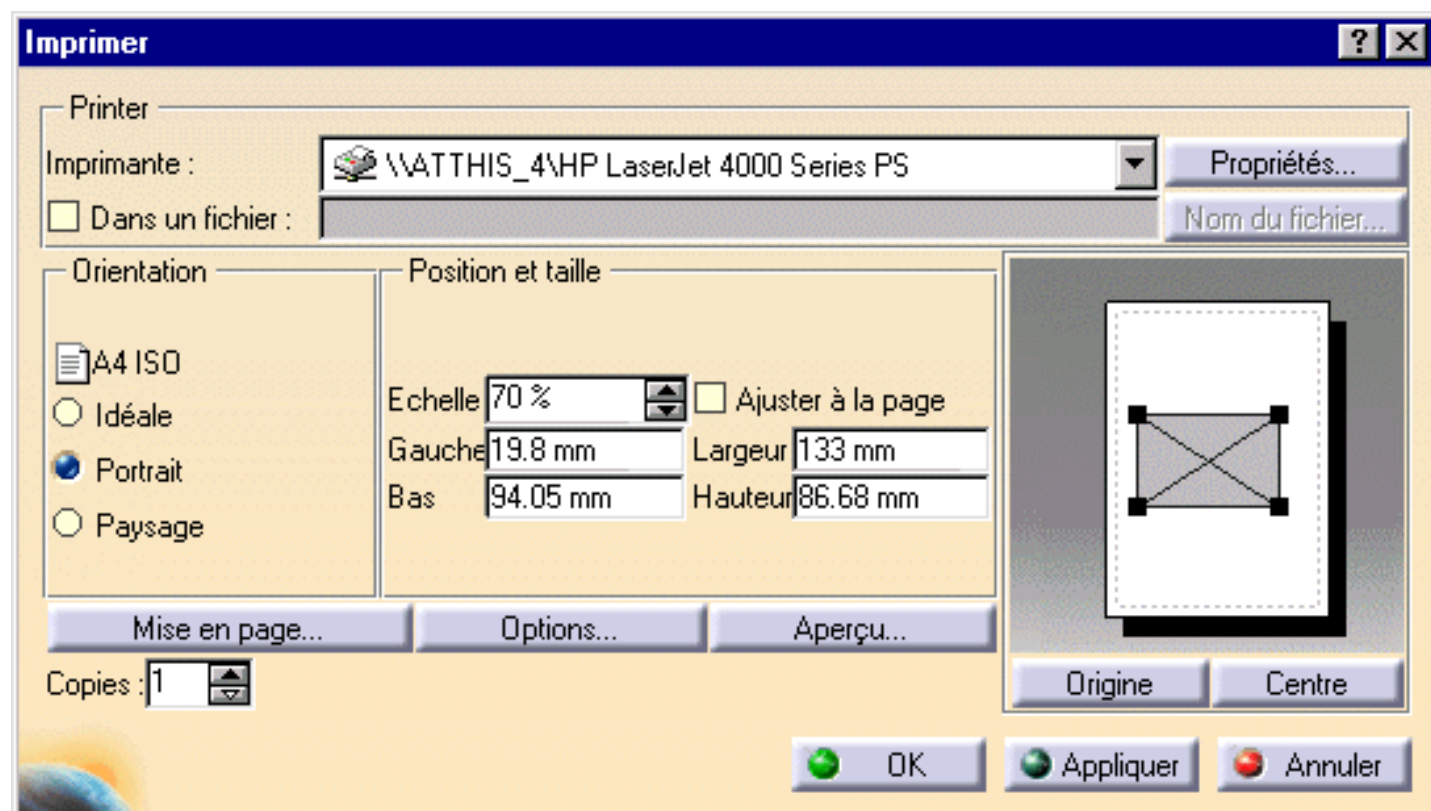 Imprimer
Printer
Imprimante : \\ATTHIS_4\HP LaserJet 4000 Series PS Propriétés...
Dans un fichier : Nom du fichier...
Orientation
A4 ISO
Idéale
Portrait
Paysage
Position et taille
Echelle 70 % Ajuster à la page
Gauche 19.8 mm Largeur 133 mm
Bas 94.05 mm Hauteur 86.68 mm
Mise en page... Options... Aperçu...
Copies : 1
Origine Centre
OK Appliquer Annuler